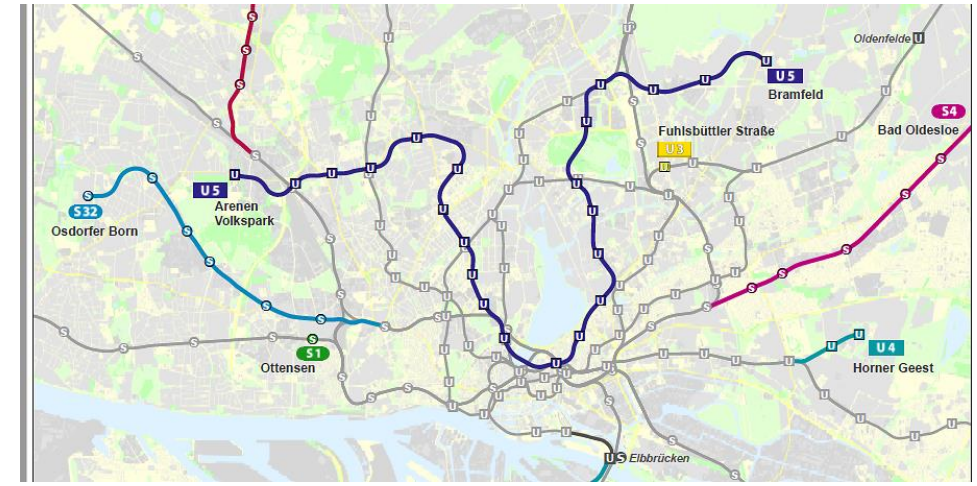 Oldenfelde
U5
Bramfeld
S4
Bad Oldesloe
Fuhlsbüttler Straße
U3
U5
Arenen
Volkspark
S32
Osdorfer Born
S1
Ottensen
U4
Horner Geest
U S Elbbrücken